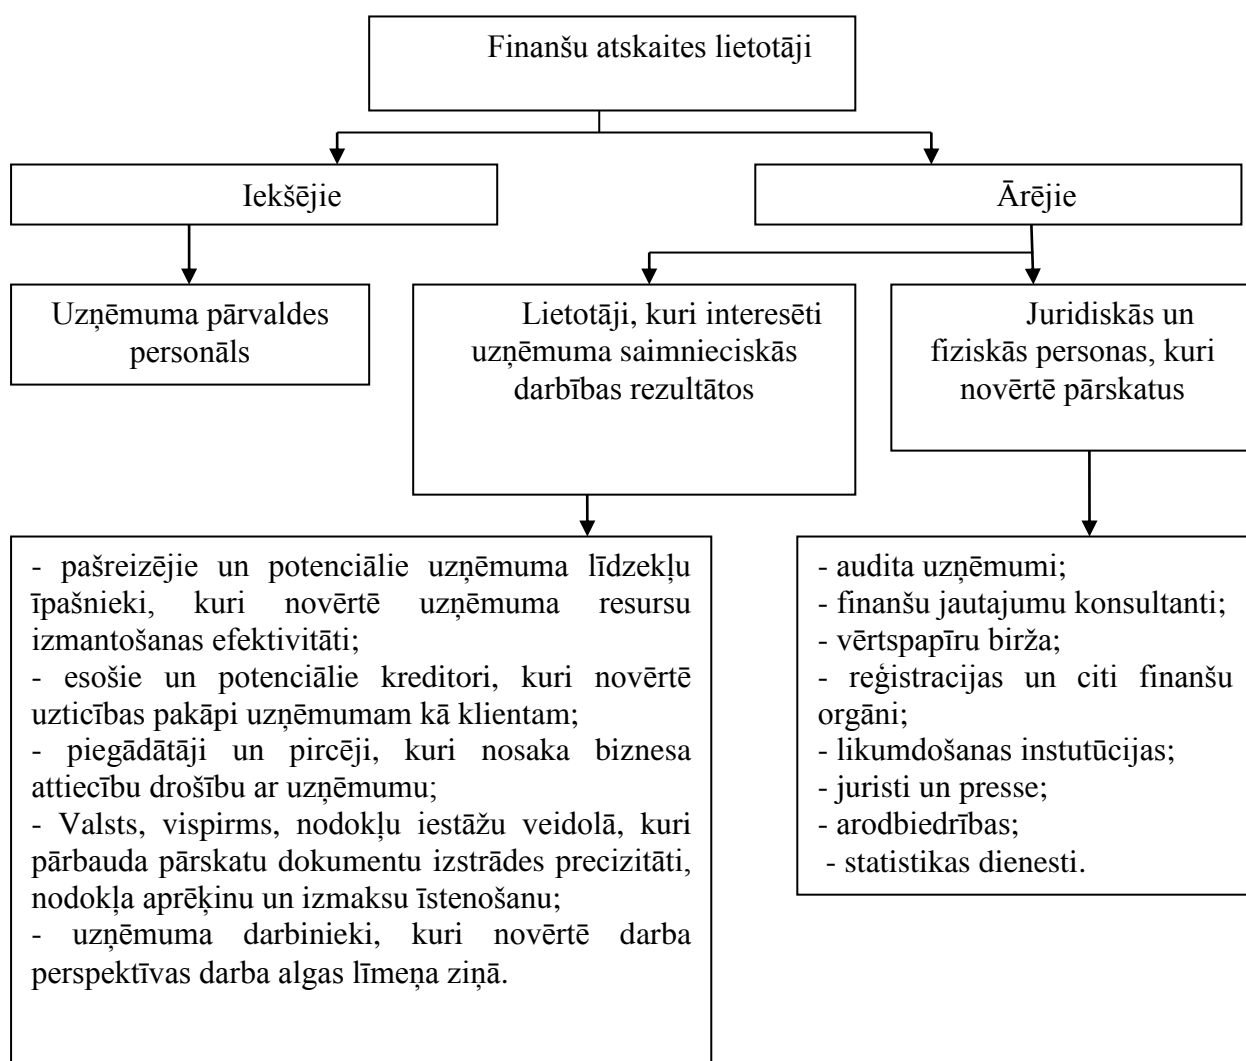 Finanšu atskaites lietotāji
Iekšējie
Ārējie
Uzņēmuma pārvaldes
personāls
Lietotāji, kuri interesēti
uzņēmuma saimnieciskās
darbības rezultātos
Juridiskās un
fiziskās personas, kuri
novērtē pārskatus
- pašreizējie un potenciālie uzņēmuma līdzekļu
īpašnieki, kuri novērtē uzņēmuma resursu
izmantošanas efektivitāti;
- esošie un potenciālie kreditori, kuri novērtē
uzticības pakāpi uzņēmumam kā klientam;
- piegādātāji un pircēji, kuri nosaka biznesa
attiecību drošību ar uzņēmumu;
- Valsts, vispirms, nodokļu iestāžu veidolā, kuri
pārbauda pārskatu dokumentu izstrādes precizitāti,
nodokļa aprēķinu un izmaksu īstenošanu;
- uzņēmuma darbinieki, kuri novērtē darba
perspektīvas darba algas līmeņa ziņā.
- audita uzņēmumi;
- finanšu jautajumu konsultanti;
- vērtspapīru birža;
- reģistracijas un citi finanšu
orgāni;
- likumdošanas instutūcijas;
- juristi un presse;
- arodbiedrības;
- statistikas dienesti.